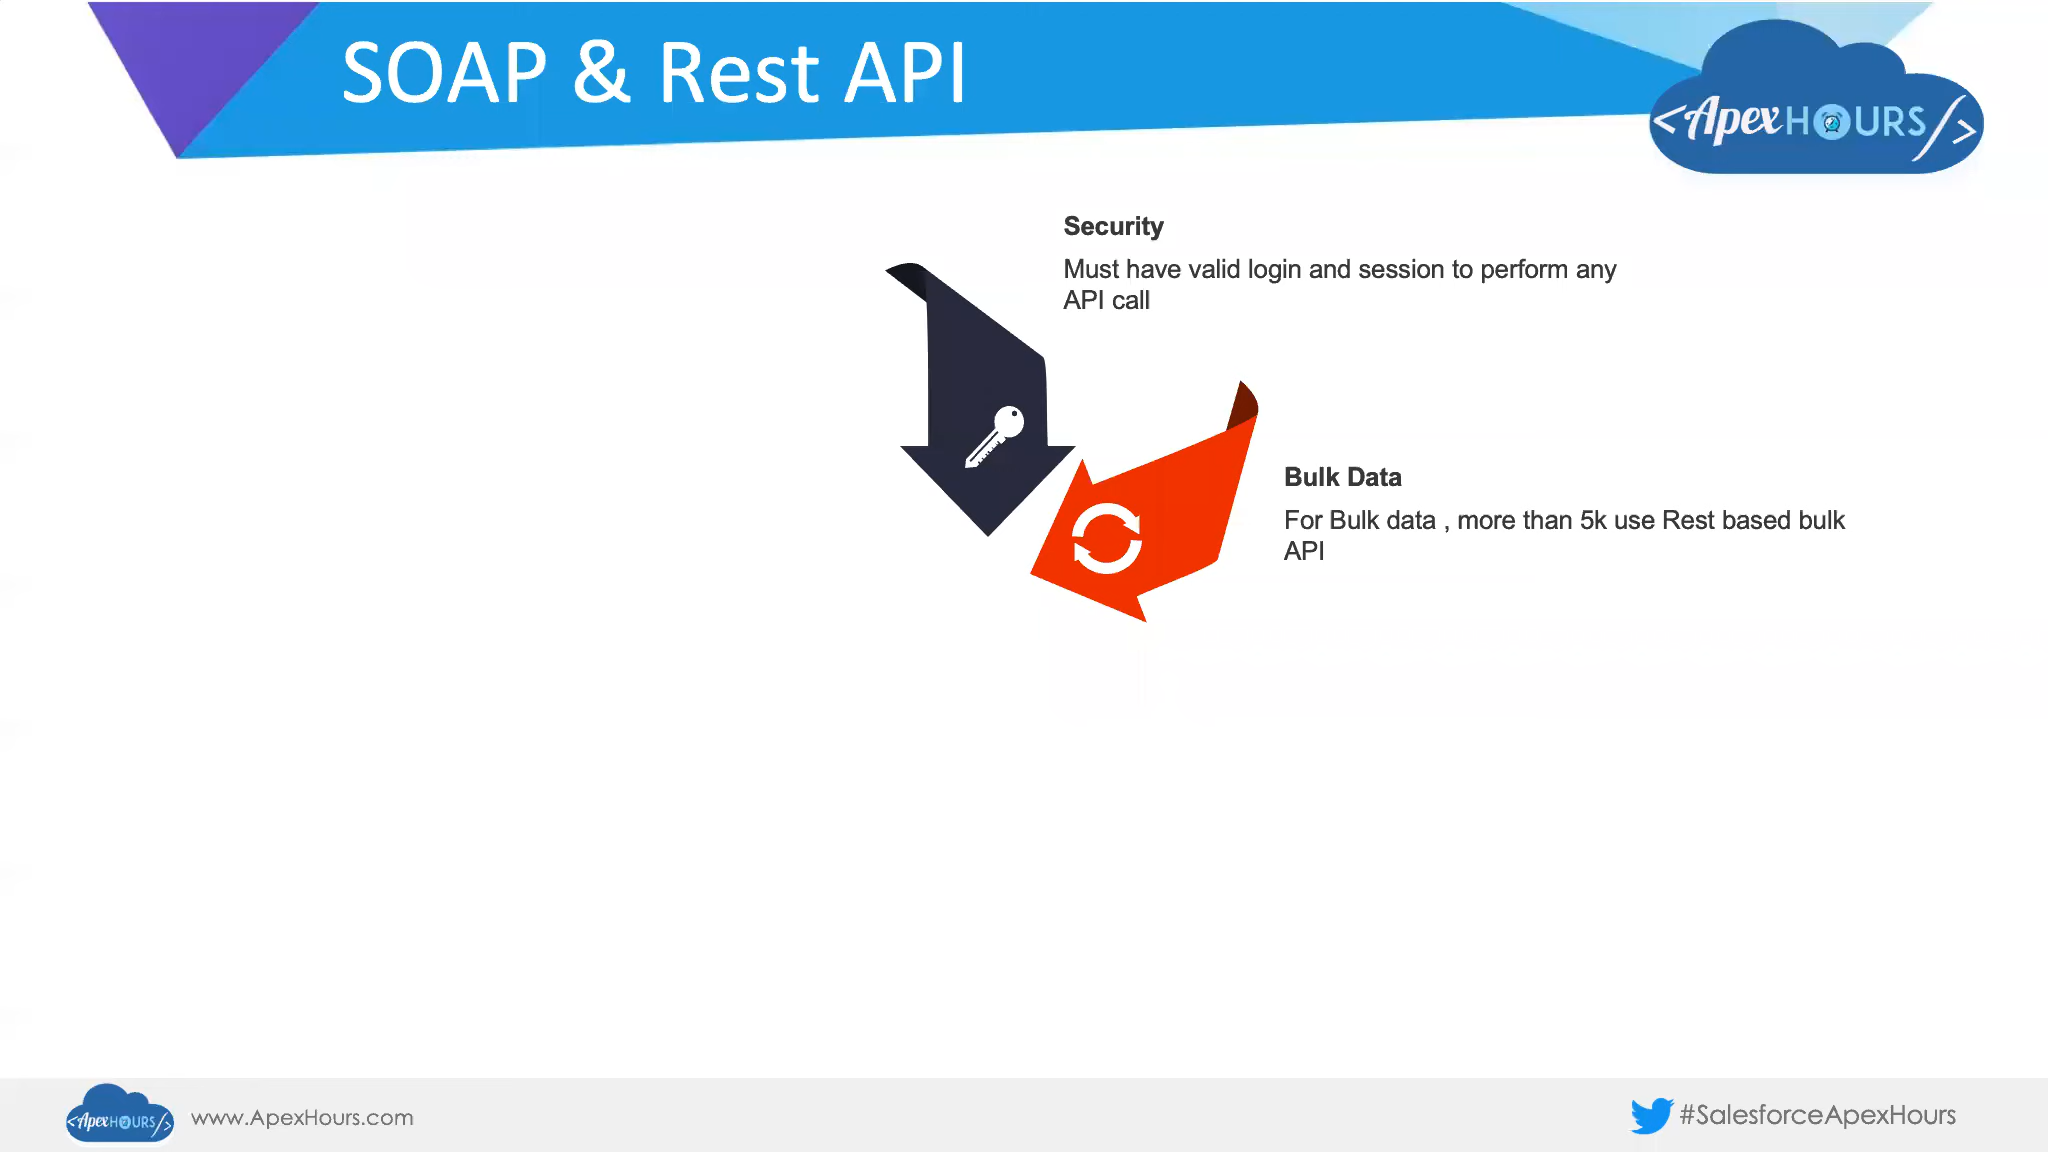 SOAP & Rest API
<ApexHOURS/>
Security
Must have valid login and session to perform any
API call
Bulk Data
For Bulk data , more than 5k use Rest based bulk
API
<ApexHOURS/>
www.ApexHours.com
#SalesforceApexHours